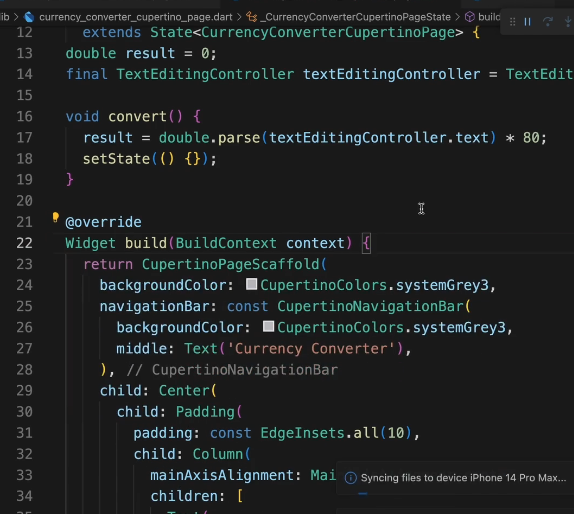 lib > currency_converter_cupertino_page.dart > _CurrencyConverterCupertinoPageState > build
12 extends State<CurrencyConverterCupertinoPage> {
13 double result = 0;
14 final TextEditingController textEditingController = TextEdit
15
16 void convert() {
17 result = double.parse(textEditingController.text) * 80;
18 setState(() {});
19 }
20
21 @override
22 Widget build(BuildContext context) {
23 return CupertinoPageScaffold(
24 backgroundColor: CupertinoColors.systemGrey3,
25 navigationBar: const CupertinoNavigationBar(
26 backgroundColor: CupertinoColors.systemGrey3,
27 middle: Text('Currency Converter'),
28 ), // CupertinoNavigationBar
29 child: Center(
30 child: Padding(
31 padding: const EdgeInsets.all(10),
32 child: Column(
33 mainAxisAlignment: Mai
Syncing files to device iPhone 14 Pro Max...
34 children: [